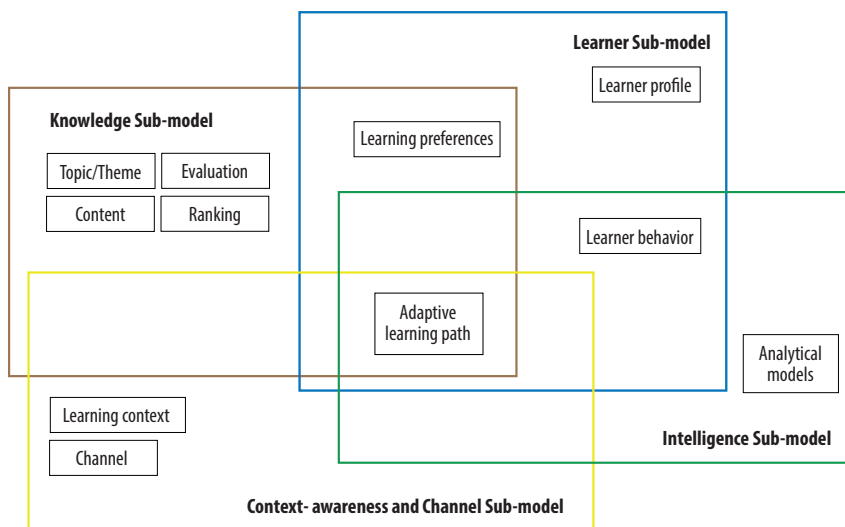 Learner Sub-model
Learner profile
Knowledge Sub-model
Learning preferences
Topic/Theme
Evaluation
Content
Ranking
Learner behavior
Adaptive
learning path
Analytical
models
Learning context
Channel
Intelligence Sub-model
Context- awareness and Channel Sub-model